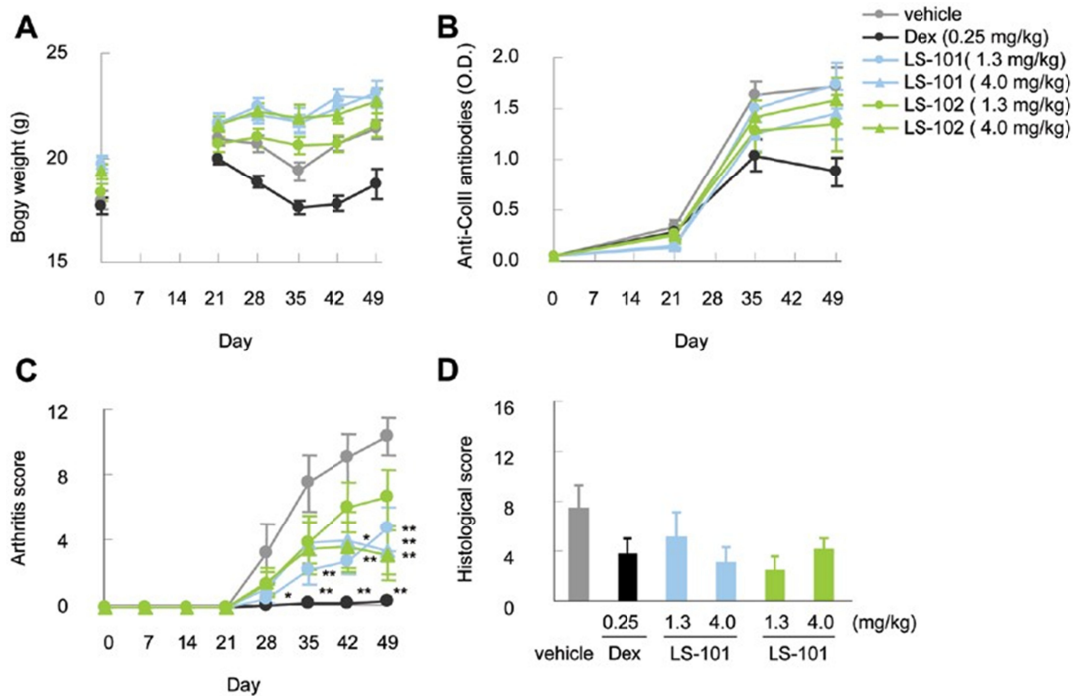 A
Bogy weight (g)
25
20
15
0 7 14 21 28 35 42 49
Day
B
Anti-ColII antibodies (O.D.)
2.0
1.5
1.0
0.5
0.0
0 7 14 21 28 35 42 49
Day
vehicle
Dex (0.25 mg/kg)
LS-101( 1.3 mg/kg)
LS-101 ( 4.0 mg/kg)
LS-102 ( 1.3 mg/kg)
LS-102 ( 4.0 mg/kg)
C
Arthritis score
12
8
4
0
* ** ** **
** * ** ** ** **
0 7 14 21 28 35 42 49
Day
D
Histological score
16
12
8
4
0
0.25 1.3 4.0 1.3 4.0 (mg/kg)
vehicle Dex LS-101 LS-101